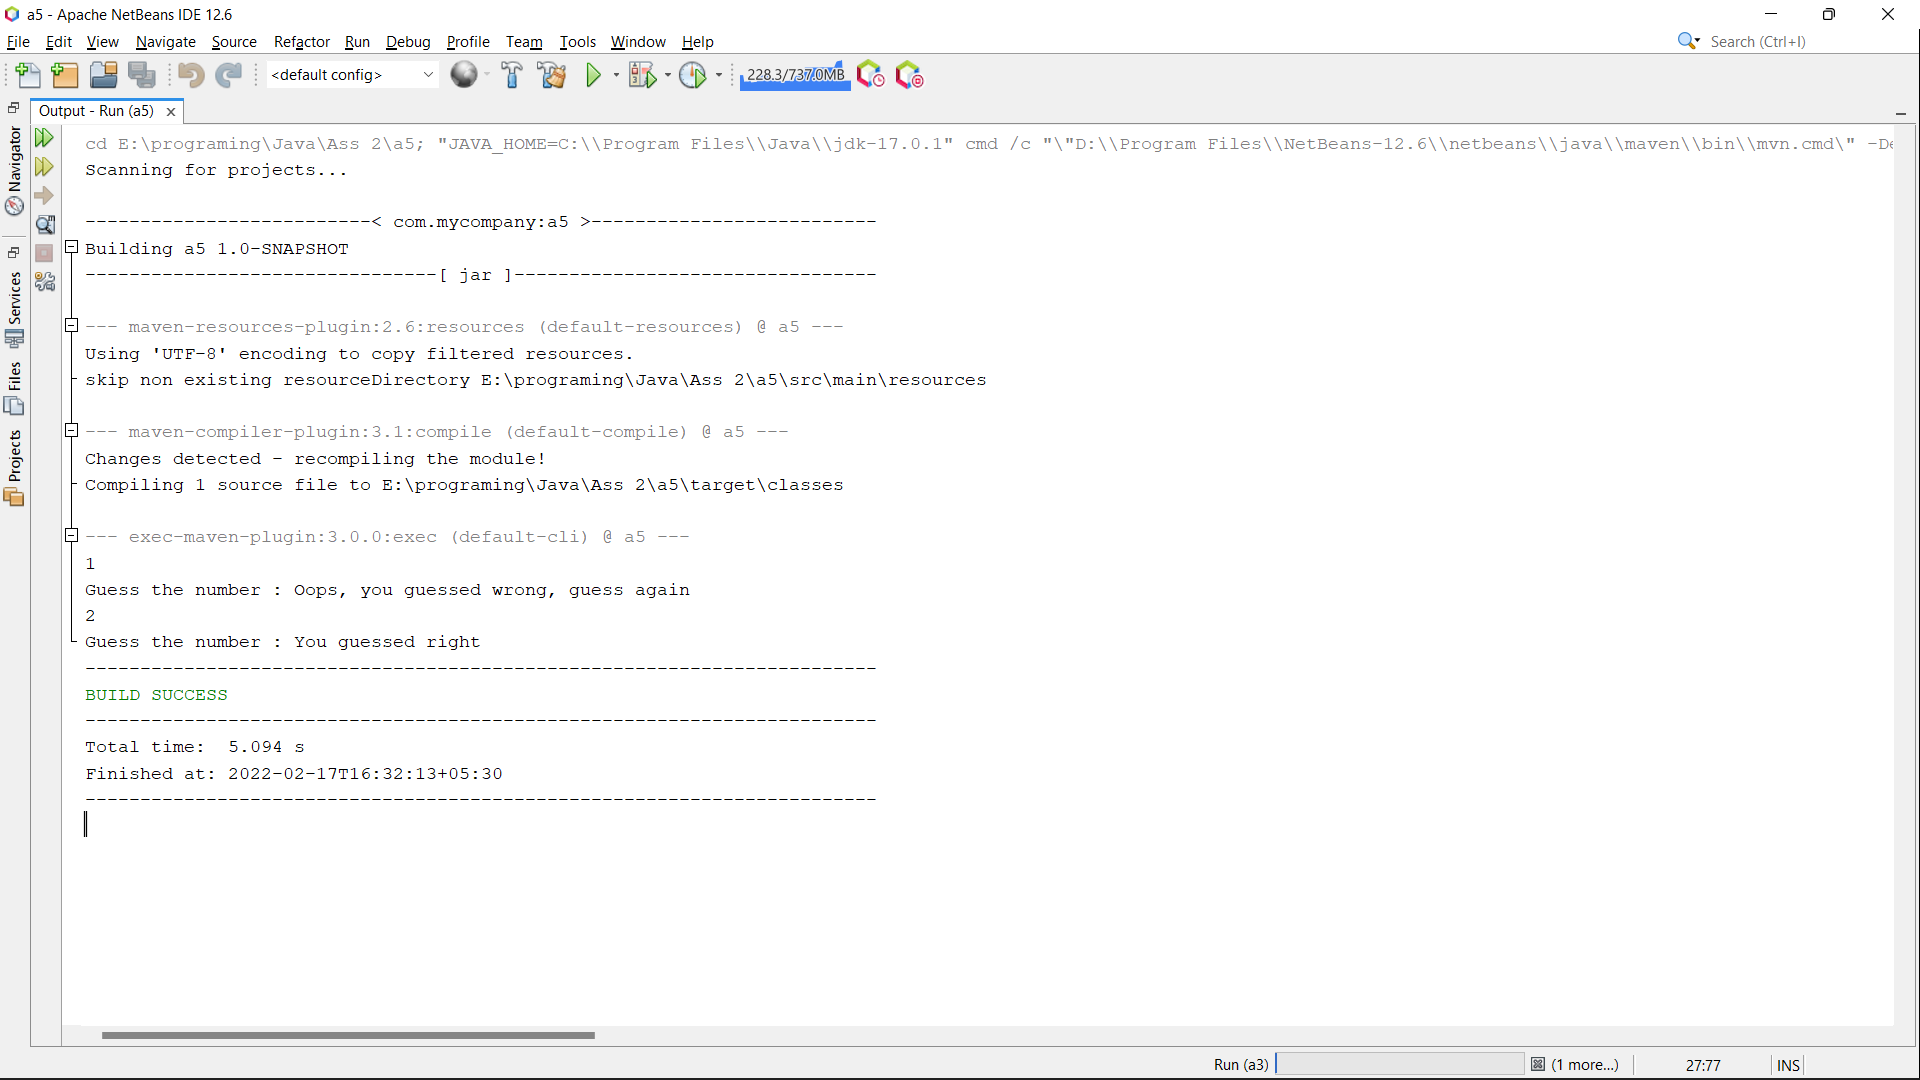 a5 - Apache NetBeans IDE 12.6
File Edit View Navigate Source Refactor Run Debug Profile Team Tools Window Help
Search (Ctrl+I)
<default config>
228.3/737.0MB
Output - Run (a5)
Navigator
Services
Files
Projects
cd E:\programing\Java\Ass 2\a5; "JAVA_HOME=C:\\Program Files\\Java\\jdk-17.0.1" cmd /c "\"D:\\Program Files\\NetBeans-12.6\\netbeans\\java\\maven\\bin\\mvn.cmd\" -De
Scanning for projects...
--------------------------< com.mycompany:a5 >--------------------------
Building a5 1.0-SNAPSHOT
--------------------------------[ jar ]---------------------------------
--- maven-resources-plugin:2.6:resources (default-resources) @ a5 ---
Using 'UTF-8' encoding to copy filtered resources.
skip non existing resourceDirectory E:\programing\Java\Ass 2\a5\src\main\resources
--- maven-compiler-plugin:3.1:compile (default-compile) @ a5 ---
Changes detected - recompiling the module!
Compiling 1 source file to E:\programing\Java\Ass 2\a5\target\classes
--- exec-maven-plugin:3.0.0:exec (default-cli) @ a5 ---
1
Guess the number : Oops, you guessed wrong, guess again
2
Guess the number : You guessed right
------------------------------------------------------------------------
BUILD SUCCESS
------------------------------------------------------------------------
Total time:  5.094 s
Finished at: 2022-02-17T16:32:13+05:30
------------------------------------------------------------------------
Run (a3)
(1 more...)
27:77
INS